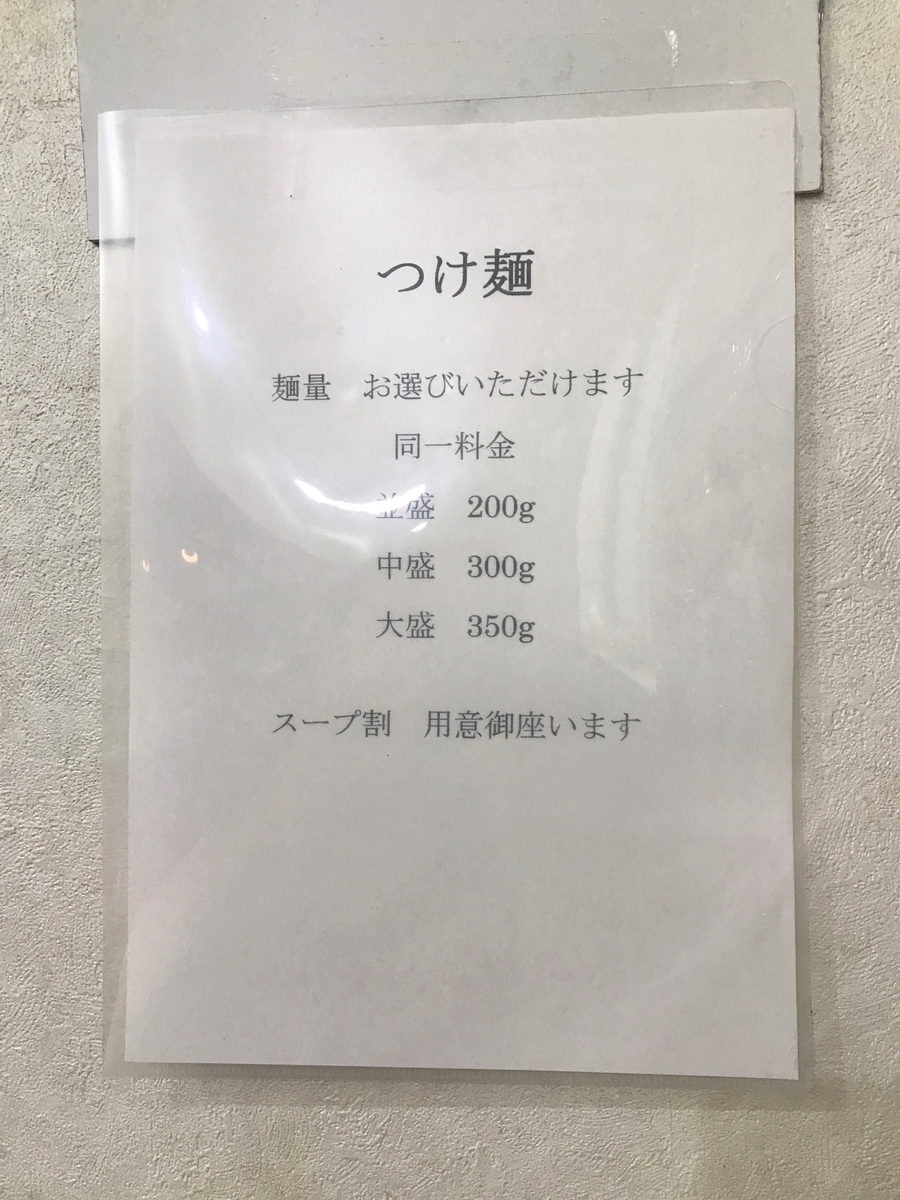 つけ麺
麺量　お選びいただけます
同一料金
並盛　200g
中盛　300g
大盛　350g
スープ割　用意御座います